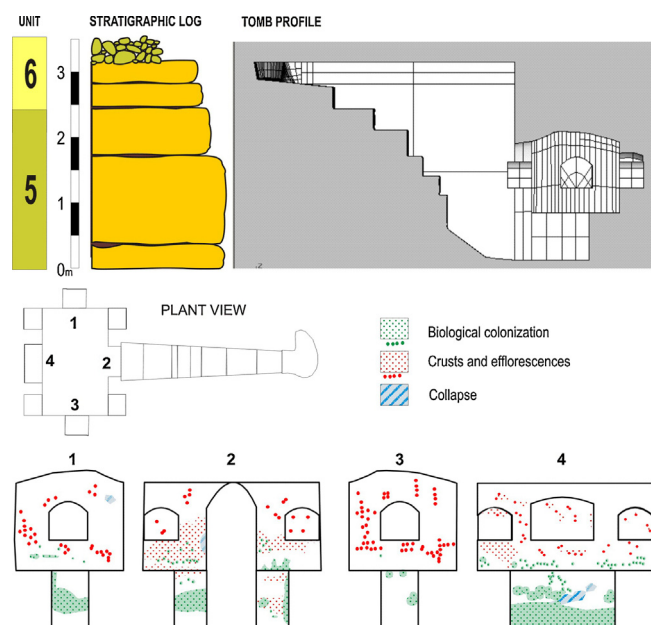 UNIT
STRATIGRAPHIC LOG
TOMB PROFILE
6
5
3
2
1
0m
PLANT VIEW
1
4
2
3
Biological colonization
Crusts and efflorescences
Collapse
1
2
3
4